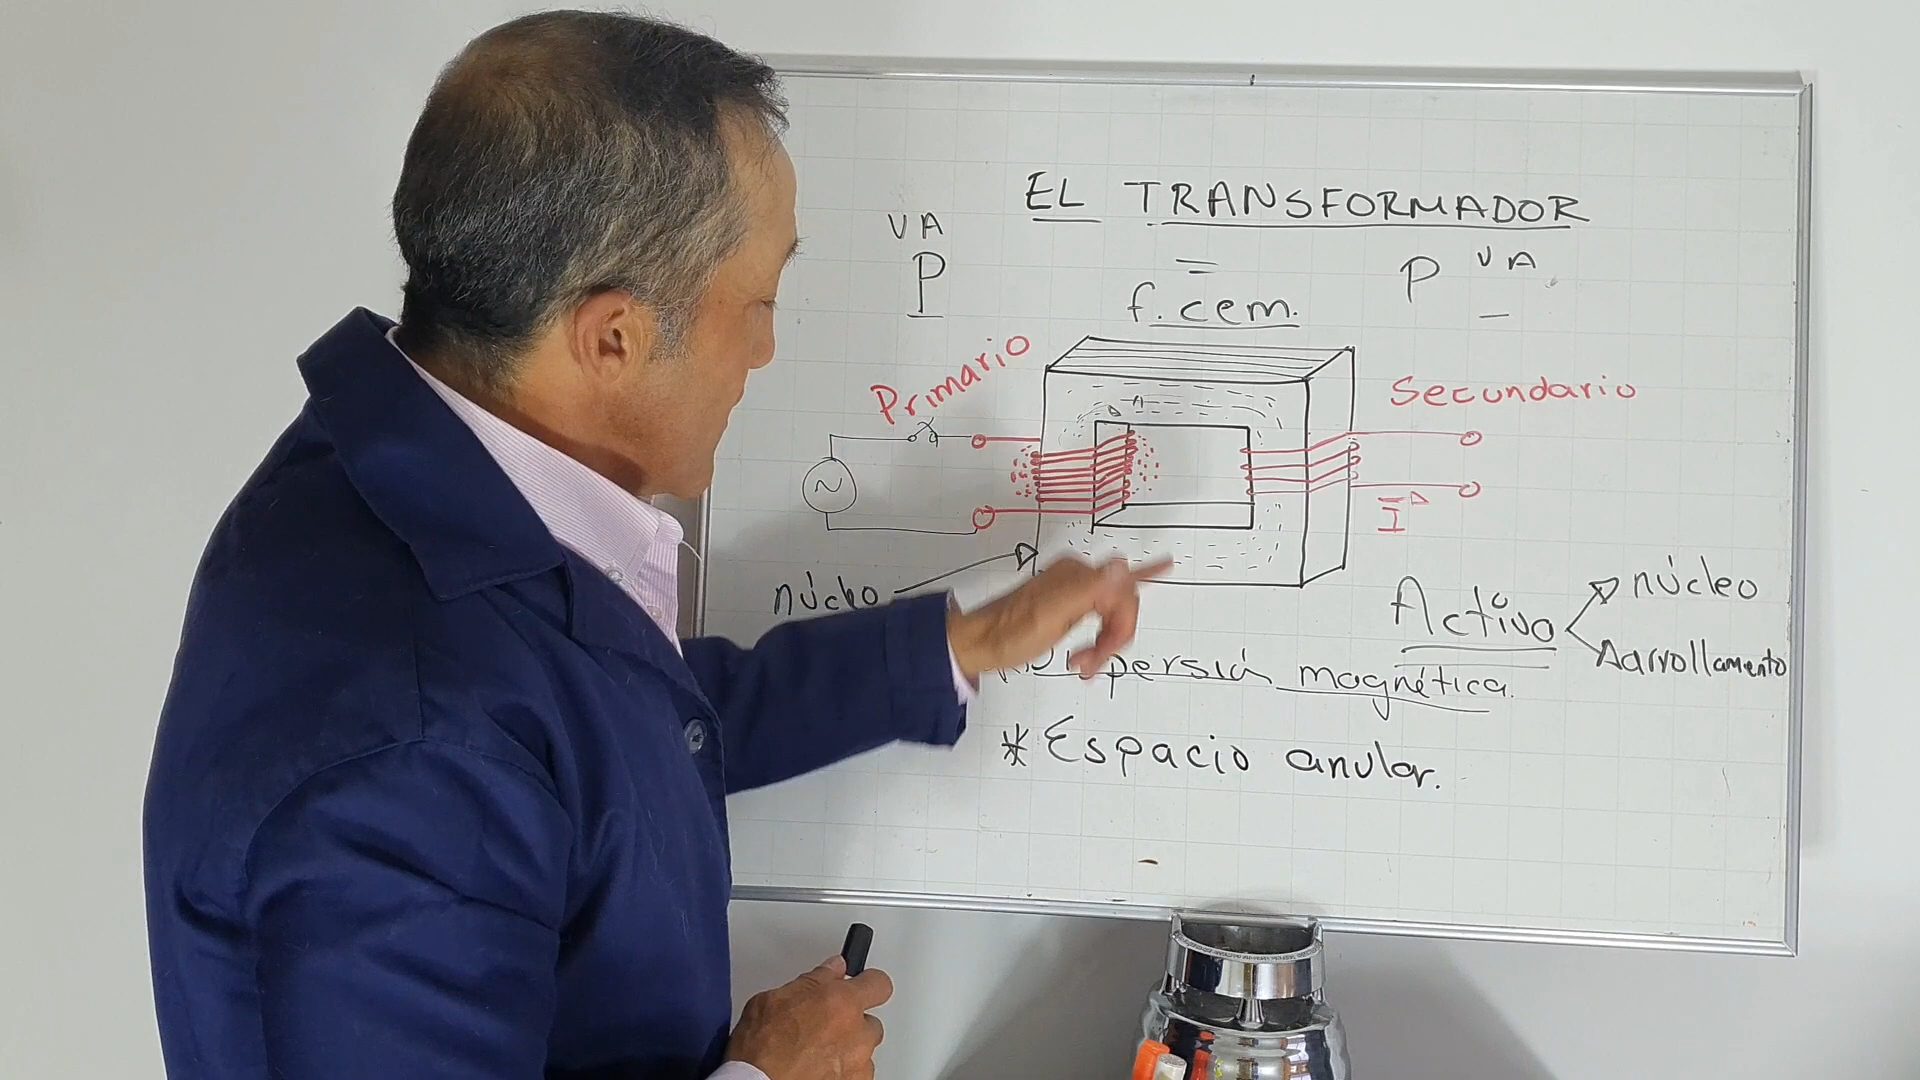 EL TRANSFORMADOR
VA
P
=
P VA
f.cem.
Primario
Secundario
~
I
núcleo
Activo
núcleo
Aarrollamento
magnética.
* Espacio anular.